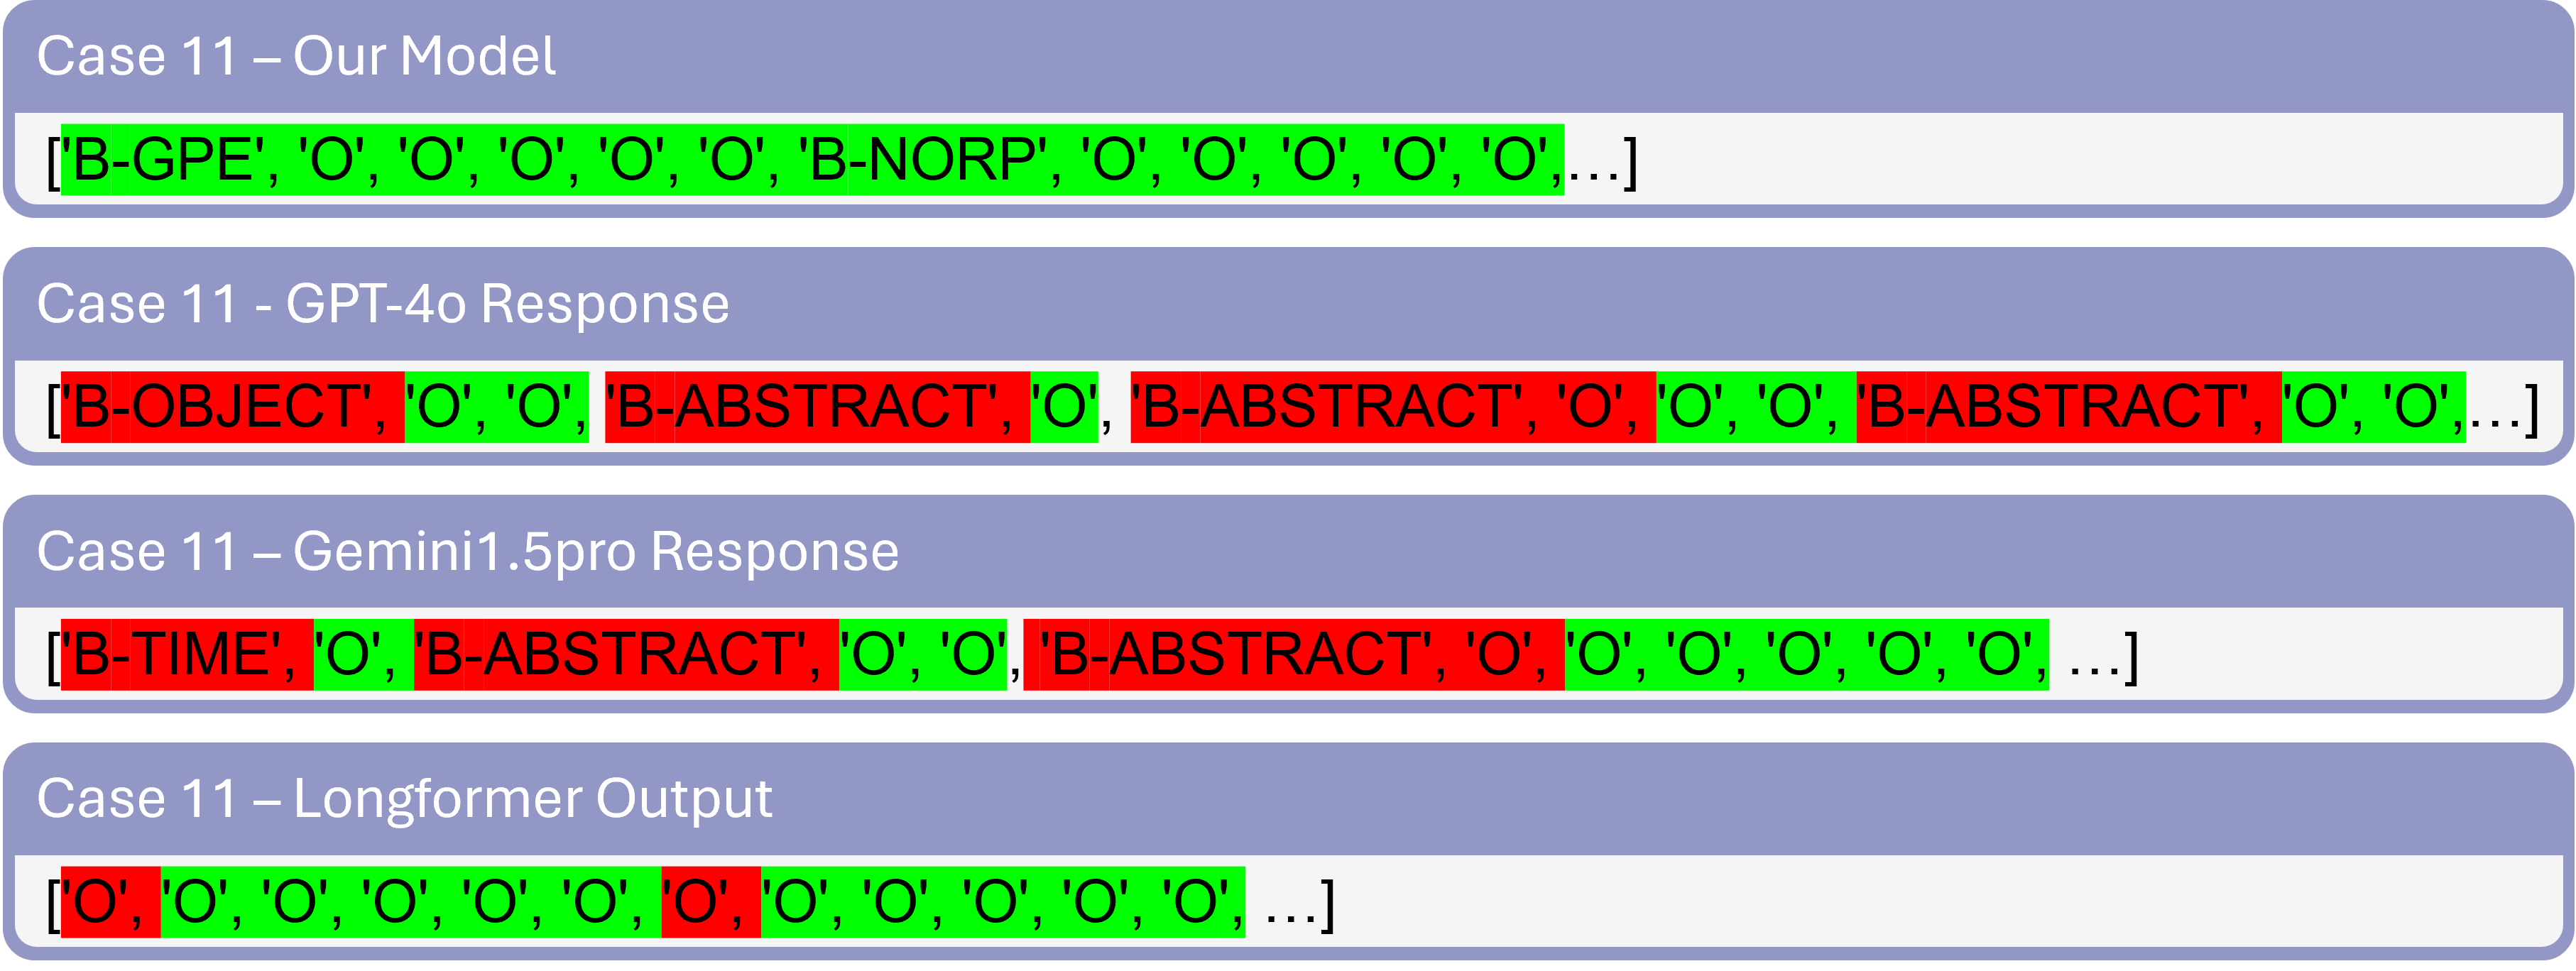 Case 11 – Our Model
['B-GPE', 'O', 'O', 'O', 'O', 'O', 'B-NORP', 'O', 'O', 'O', 'O', 'O',…]
Case 11 - GPT-4o Response
['B-OBJECT', 'O', 'O', 'B-ABSTRACT', 'O', 'B-ABSTRACT', 'O', 'O', 'O', 'B-ABSTRACT', 'O', 'O',…]
Case 11 – Gemini1.5pro Response
['B-TIME', 'O', 'B-ABSTRACT', 'O', 'O', 'B-ABSTRACT', 'O', 'O', 'O', 'O', 'O', 'O', …]
Case 11 – Longformer Output
['O', 'O', 'O', 'O', 'O', 'O', 'O', 'O', 'O', 'O', 'O', 'O', …]